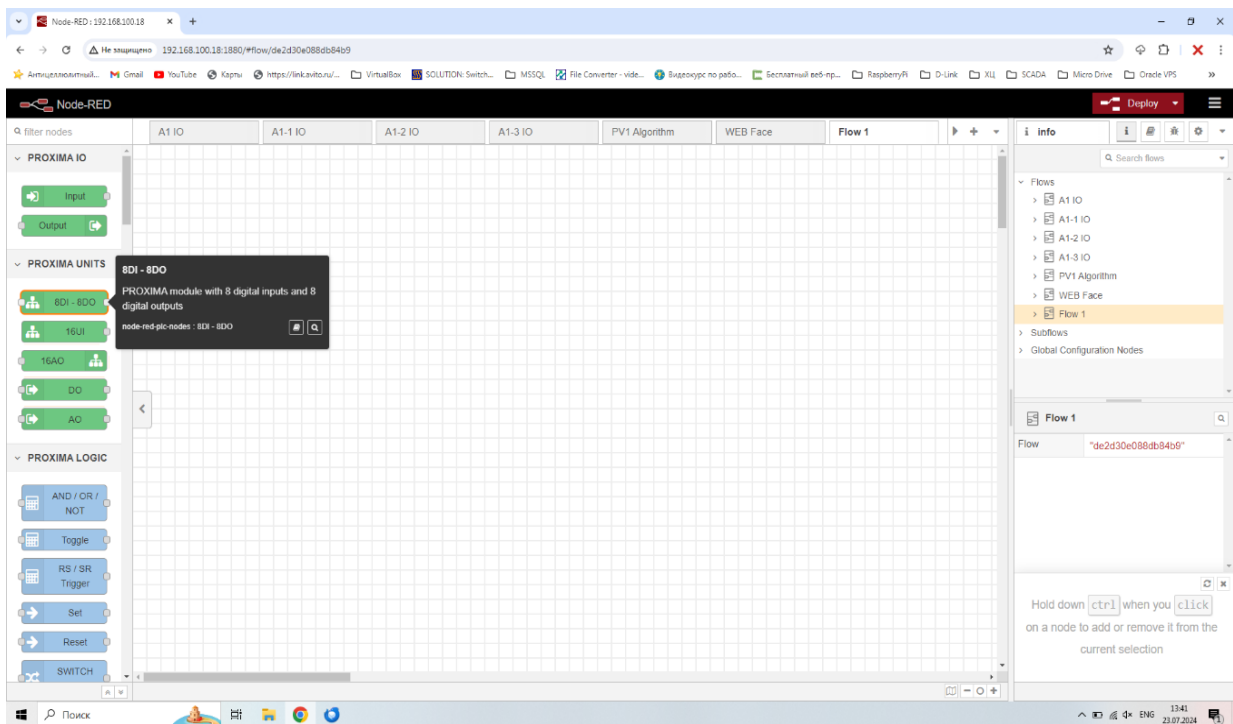 Node-RED : 192.168.100.18
Не защищено 192.168.100.18:1880/#flow/de2d30e088db84b9
Антицеллюлитный... Gmail YouTube Карты https://link.avito.ru/... VirtualBox SOLUTION: Switch... MSSQL File Converter - vide... Видеокурс по рабо... Бесплатный веб-пр... RaspberryPi D-Link ХЦ SCADA Micro Drive Oracle VPS »
Node-RED Deploy
filter nodes A1 IO A1-1 IO A1-2 IO A1-3 IO PV1 Algorithm WEB Face Flow 1 i info
Search flows
PROXIMA IO
Input
Output
PROXIMA UNITS
8DI - 8DO
16UI
16AO
DO
AO
PROXIMA LOGIC
AND / OR /
NOT
Toggle
RS / SR
Trigger
Set
Reset
SWITCH
8DI - 8DO
PROXIMA module with 8 digital inputs and 8
digital outputs
node-red-plc-nodes : 8DI - 8DO
Flows
A1 IO
A1-1 IO
A1-2 IO
A1-3 IO
PV1 Algorithm
WEB Face
Flow 1
Subflows
Global Configuration Nodes
Flow 1
Flow "de2d30e088db84b9"
Hold down ctrl when you click
on a node to add or remove it from the
current selection
Поиск
ENG
13:41
23.07.2024